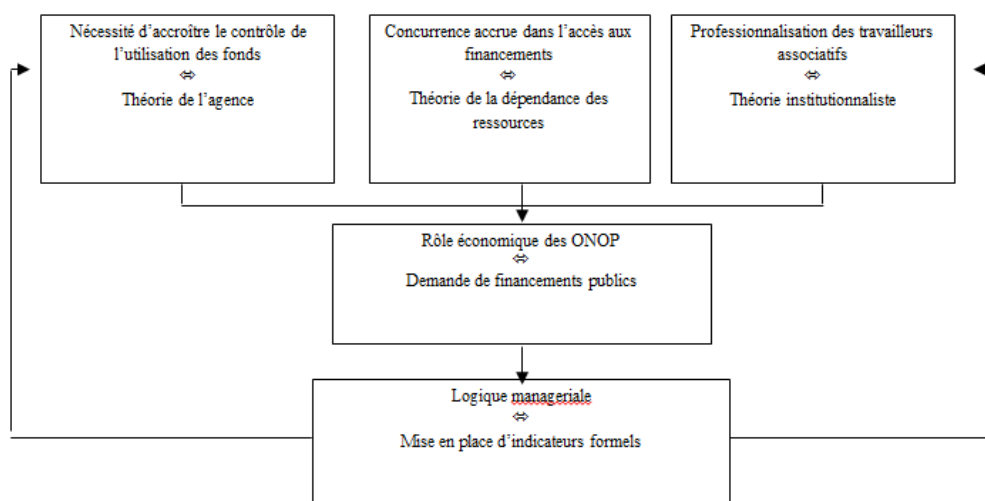 Nécessité d'accroître le contrôle de
l'utilisation des fonds
⇔
Théorie de l'agence
Concurrence accrue dans l'accès aux
financements
⇔
Théorie de la dépendance des
ressources
Professionnalisation des travailleurs
associatifs
⇔
Théorie institutionnaliste
Rôle économique des ONOP
⇔
Demande de financements publics
Logique manageriale
⇔
Mise en place d'indicateurs formels